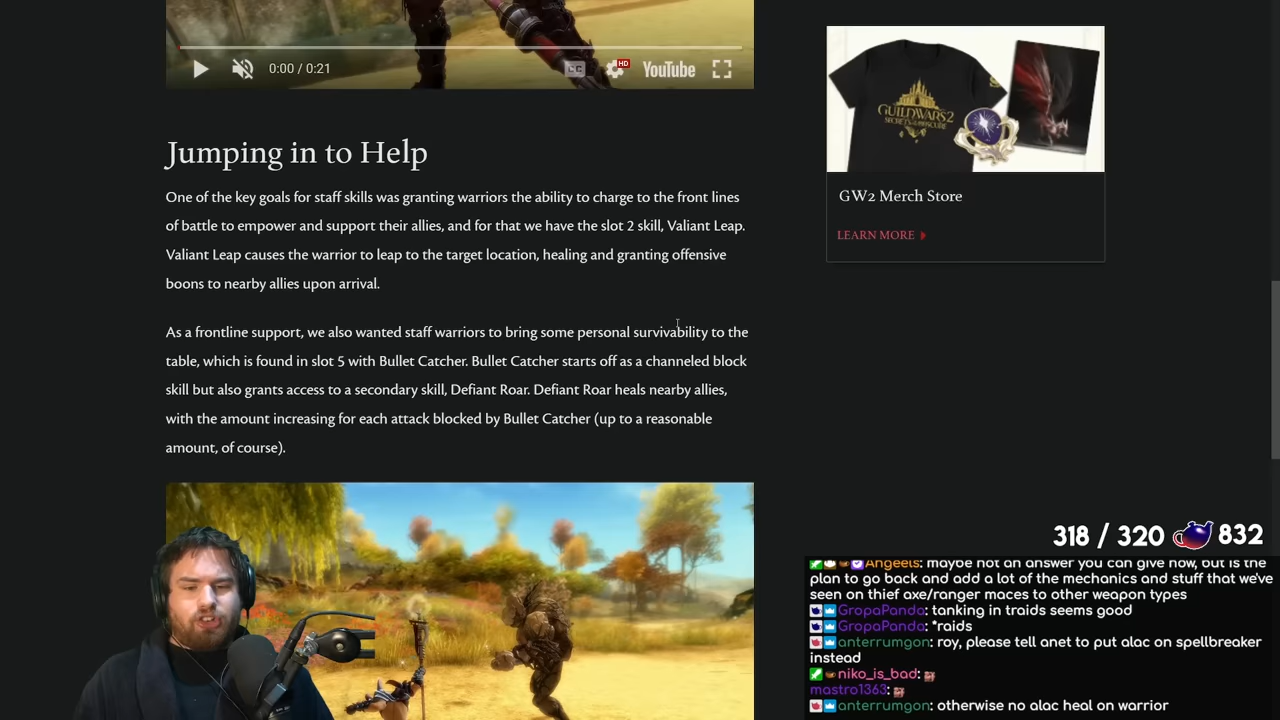 0:00 / 0:21
CC
HD
YouTube
Jumping in to Help
One of the key goals for staff skills was granting warriors the ability to charge to the front lines
of battle to empower and support their allies, and for that we have the slot 2 skill, Valiant Leap.
Valiant Leap causes the warrior to leap to the target location, healing and granting offensive
boons to nearby allies upon arrival.
As a frontline support, we also wanted staff warriors to bring some personal survivability to the
table, which is found in slot 5 with Bullet Catcher. Bullet Catcher starts off as a channeled block
skill but also grants access to a secondary skill, Defiant Roar. Defiant Roar heals nearby allies,
with the amount increasing for each attack blocked by Bullet Catcher (up to a reasonable
amount, of course).
GUILD WARS 2
SECRETS OF THE OBSCURE
GW2 Merch Store
LEARN MORE
318 / 320 832
Angeels: maybe not an answer you can give now, but is the
plan to go back and add a lot of the mechanics and stuff that we've
seen on thief axe/ranger maces to other weapon types
GropaPanda: tanking in traids seems good
GropaPanda: *raids
anterrumgon: roy, please tell anet to put alac on spellbreaker
instead
niko_is_bad:
mastro1363:
anterrumgon: otherwise no alac heal on warrior